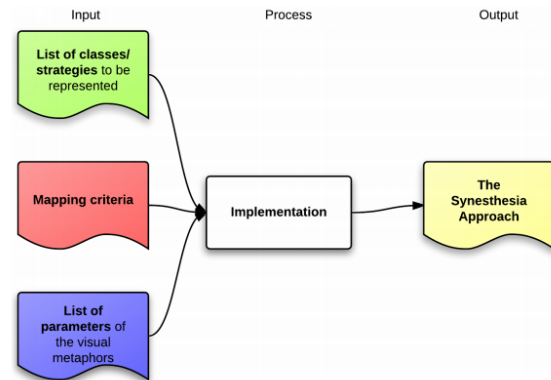 Input
Process
Output
List of classes/
strategies to be
represented
Mapping criteria
List of
parameters of
the visual
metaphors
Implementation
The
Synesthesia
Approach